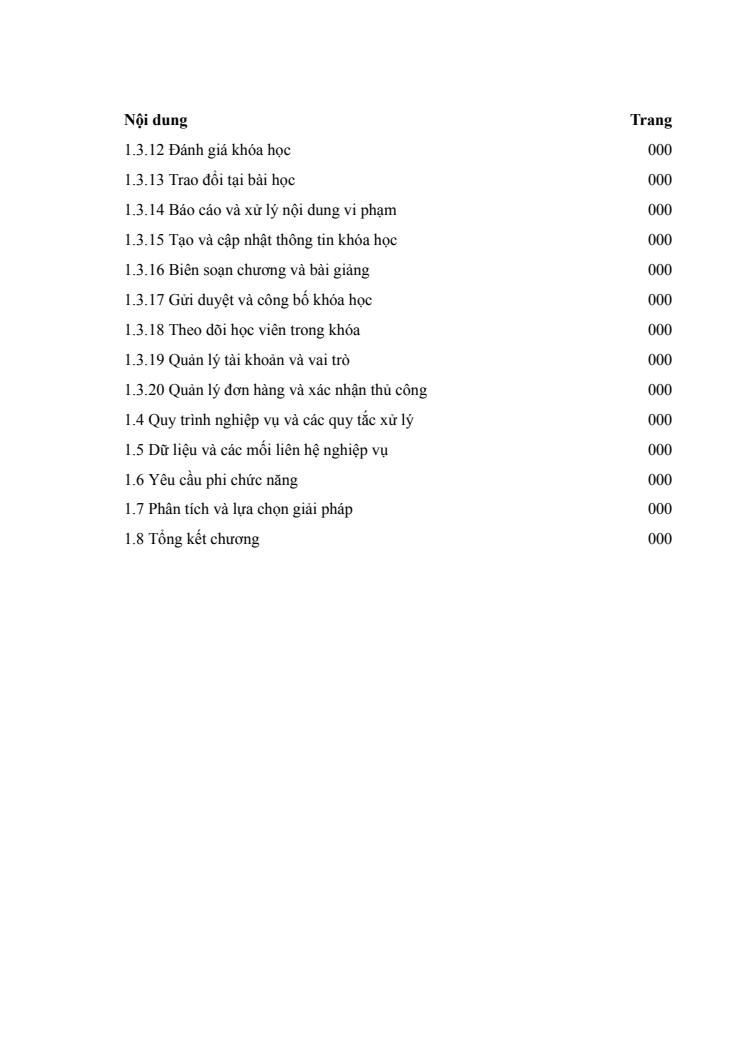 Nội dung Trang
1.3.12 Đánh giá khóa học 000
1.3.13 Trao đổi tại bài học 000
1.3.14 Báo cáo và xử lý nội dung vi phạm 000
1.3.15 Tạo và cập nhật thông tin khóa học 000
1.3.16 Biên soạn chương và bài giảng 000
1.3.17 Gửi duyệt và công bố khóa học 000
1.3.18 Theo dõi học viên trong khóa 000
1.3.19 Quản lý tài khoản và vai trò 000
1.3.20 Quản lý đơn hàng và xác nhận thủ công 000
1.4 Quy trình nghiệp vụ và các quy tắc xử lý 000
1.5 Dữ liệu và các mối liên hệ nghiệp vụ 000
1.6 Yêu cầu phi chức năng 000
1.7 Phân tích và lựa chọn giải pháp 000
1.8 Tổng kết chương 000